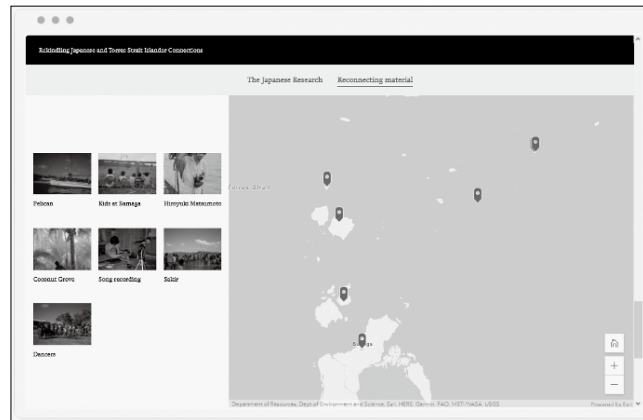 Rekindling Japanese and Torres Strait Islander Connections
The Japanese Research Reconnecting material
Pelican Kids at Bamaga Hiroyuki Matsumoto
Torres Strait
Coconut Grove Song recording Sakir
Dancers
Department of Resources, Dept of Environment and Science, Esri, HERE, Garmin, FAO, METI/NASA, USGS
Powered by Esri